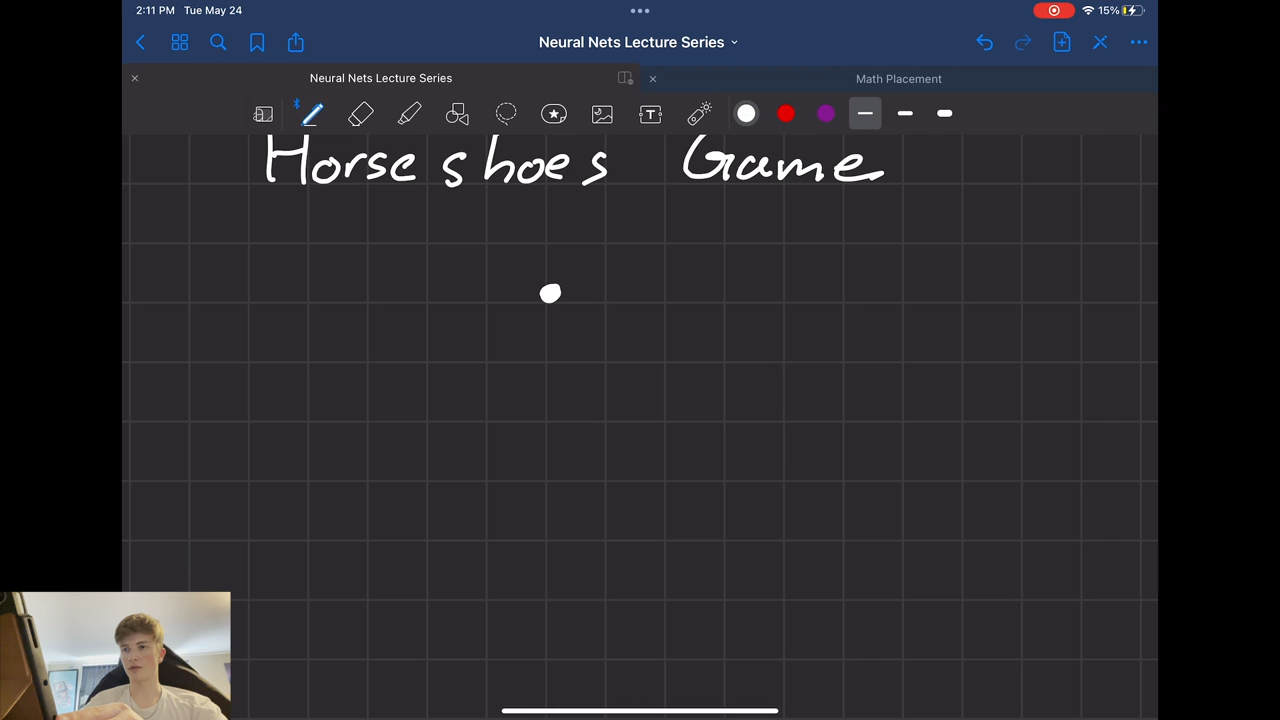 2:11 PM Tue May 24
15%
Neural Nets Lecture Series
Neural Nets Lecture Series
Math Placement
T
Horse shoes Game